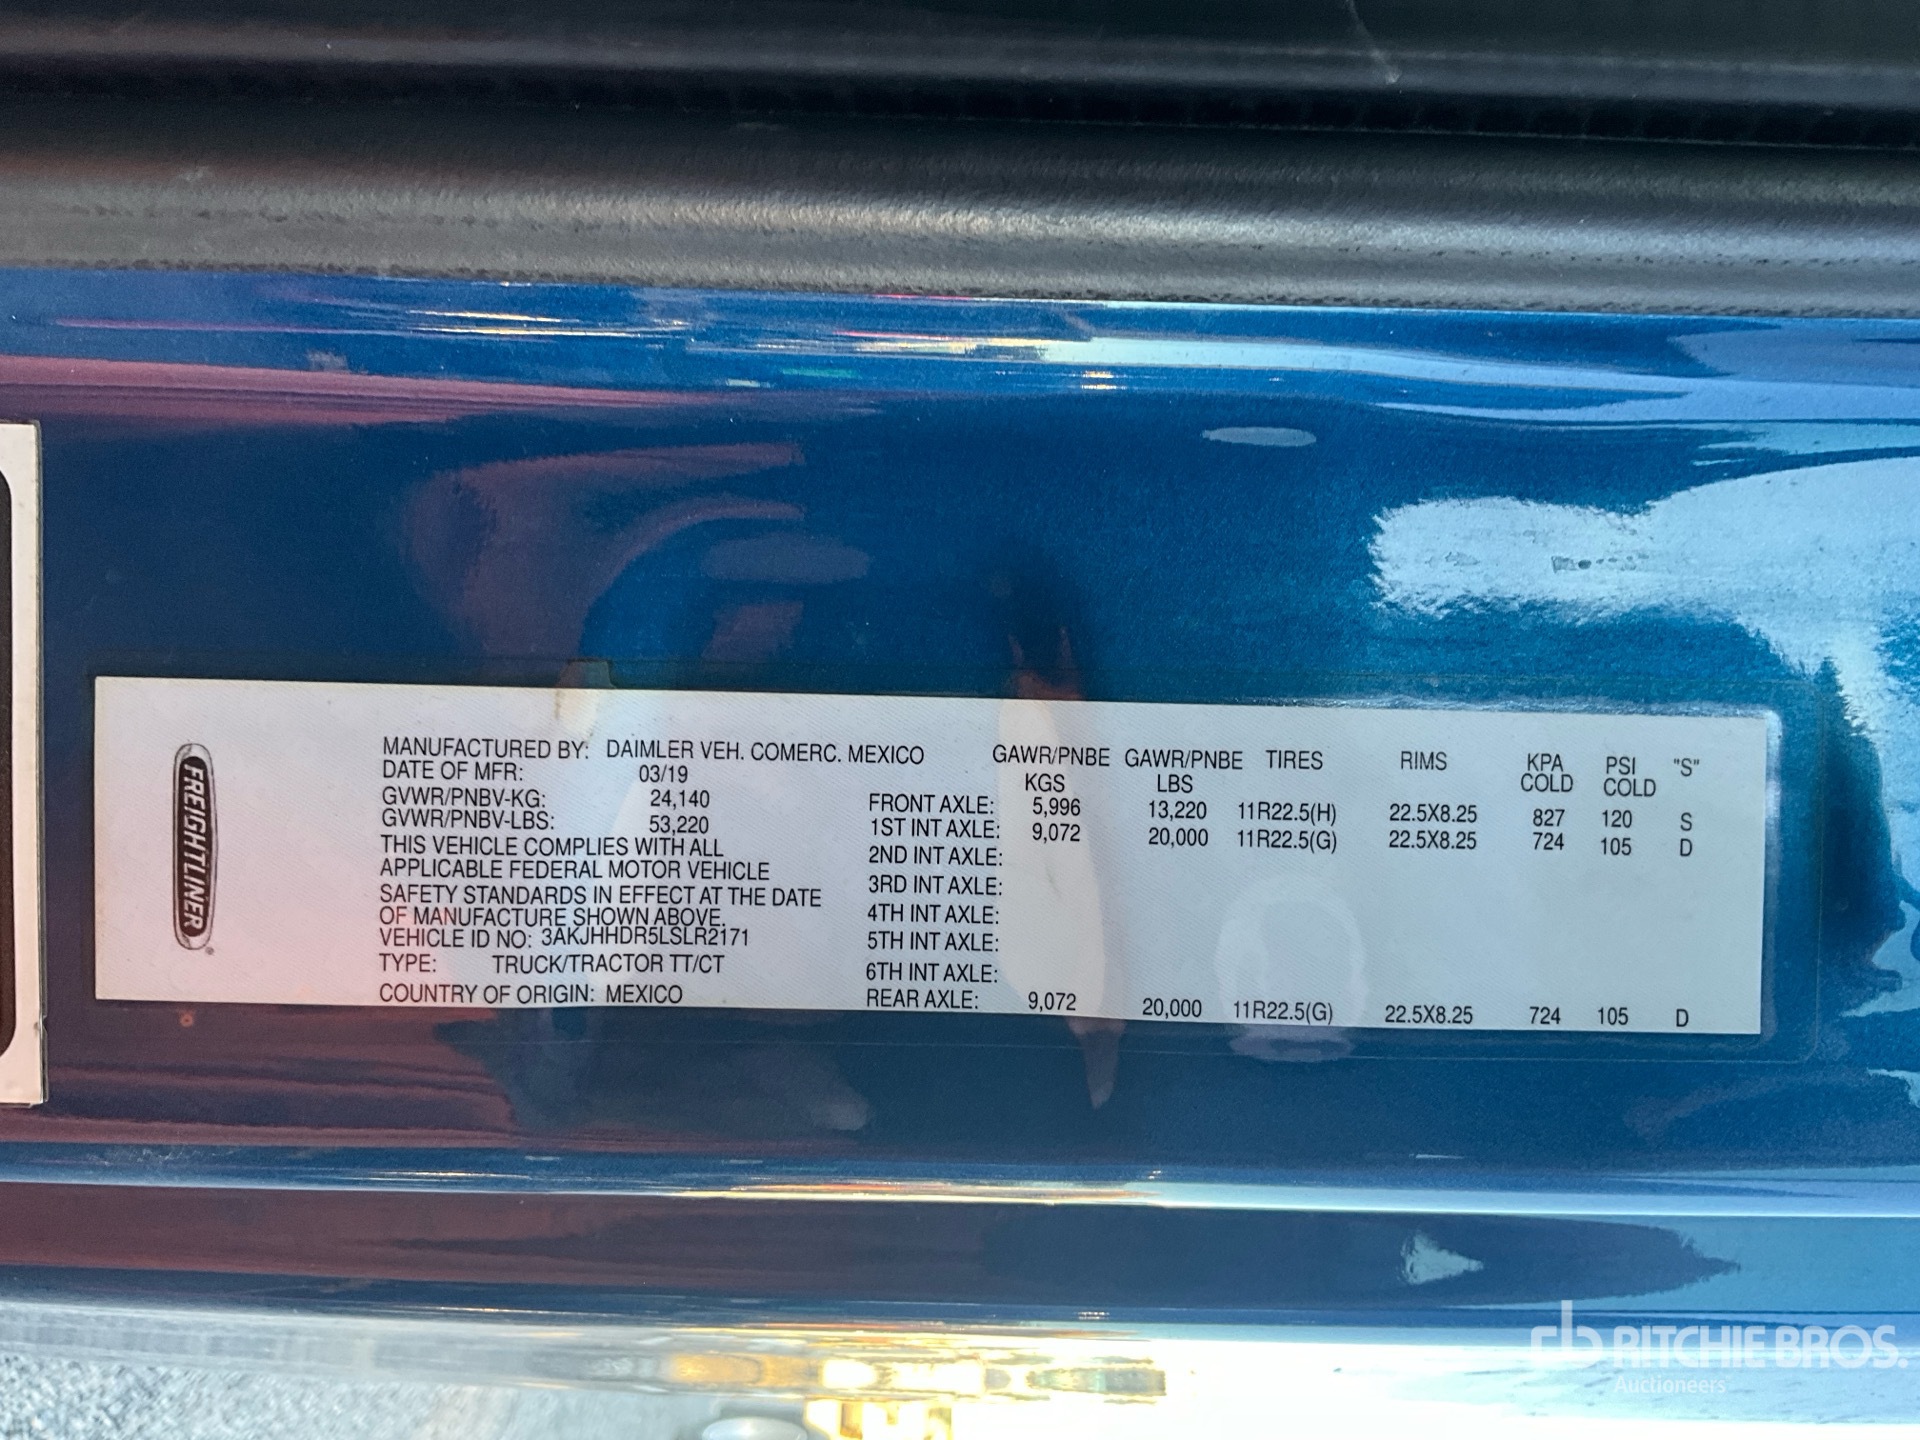 FREIGHTLINER®
MANUFACTURED BY: DAIMLER VEH. COMERC. MEXICO
DATE OF MFR: 03/19
GVWR/PNBV-KG: 24,140
GVWR/PNBV-LBS: 53,220
THIS VEHICLE COMPLIES WITH ALL
APPLICABLE FEDERAL MOTOR VEHICLE
SAFETY STANDARDS IN EFFECT AT THE DATE
OF MANUFACTURE SHOWN ABOVE.
VEHICLE ID NO: 3AKJHHDR5LSLR2171
TYPE: TRUCK/TRACTOR TT/CT
COUNTRY OF ORIGIN: MEXICO
GAWR/PNBE GAWR/PNBE TIRES RIMS KPA PSI "S"
KGS LBS COLD COLD
FRONT AXLE: 5,996 13,220 11R22.5(H) 22.5X8.25 827 120 S
1ST INT AXLE: 9,072 20,000 11R22.5(G) 22.5X8.25 724 105 D
2ND INT AXLE:
3RD INT AXLE:
4TH INT AXLE:
5TH INT AXLE:
6TH INT AXLE:
REAR AXLE: 9,072 20,000 11R22.5(G) 22.5X8.25 724 105 D
rb RITCHIE BROS.
Auctioneers